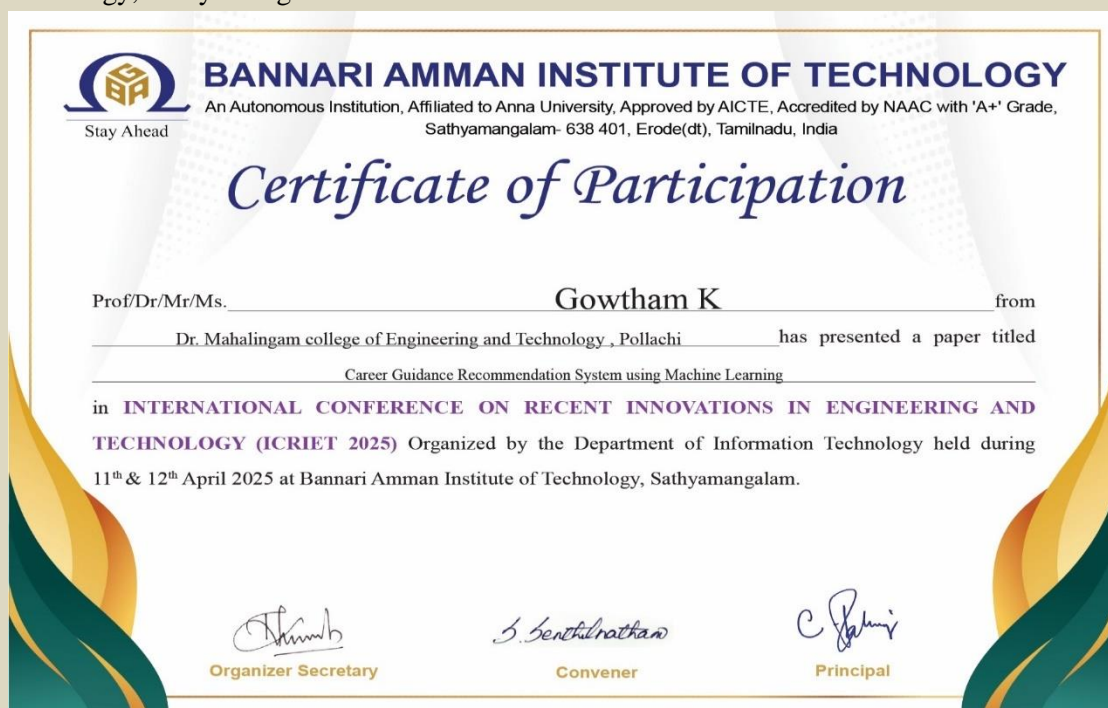 BANNARI AMMAN INSTITUTE OF TECHNOLOGY
An Autonomous Institution, Affiliated to Anna University, Approved by AICTE, Accredited by NAAC with 'A+' Grade,
Stay Ahead
Sathyamangalam- 638 401, Erode(dt), Tamilnadu, India
Certificate of Participation
Prof/Dr/Mr/Ms. Gowtham K from
Dr. Mahalingam college of Engineering and Technology , Pollachi has presented a paper titled
Career Guidance Recommendation System using Machine Learning
in INTERNATIONAL CONFERENCE ON RECENT INNOVATIONS IN ENGINEERING AND
TECHNOLOGY (ICRIET 2025) Organized by the Department of Information Technology held during
11th & 12th April 2025 at Bannari Amman Institute of Technology, Sathyamangalam.
S. Senthilnathan
Organizer Secretary
Convener
Principal